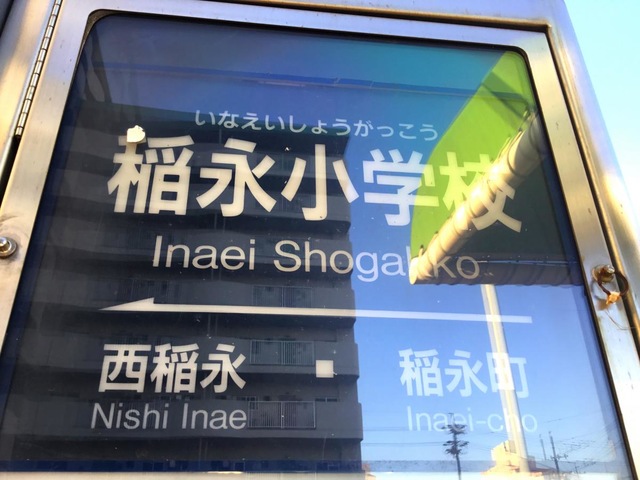 いなえいしょうがっこう
稲永小学校
Inaei Shogakko
西稲永 稲永町
Nishi Inae Inaei-cho